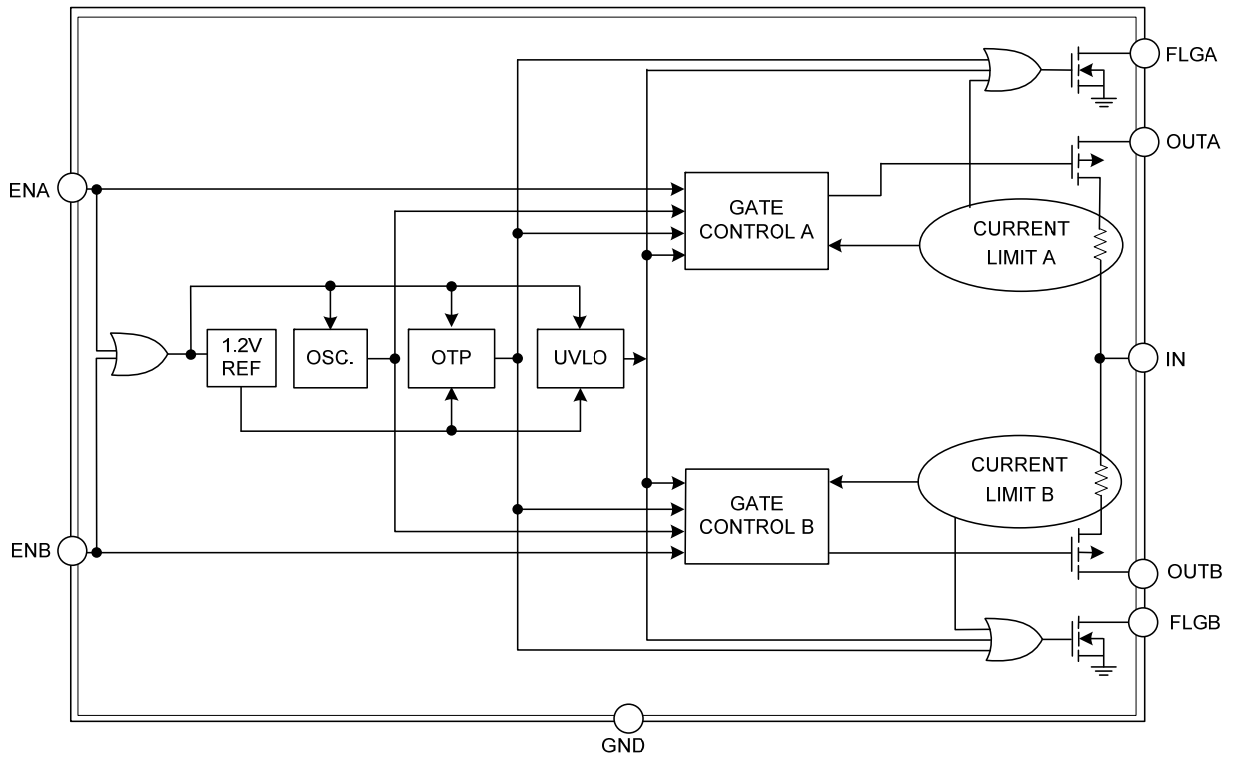 FLGA
OUTA
ENA
GATE
CONTROL A
CURRENT
LIMIT A
1.2V
REF
OSC.
OTP
UVLO
IN
CURRENT
LIMIT B
GATE
CONTROL B
ENB
OUTB
FLGB
GND